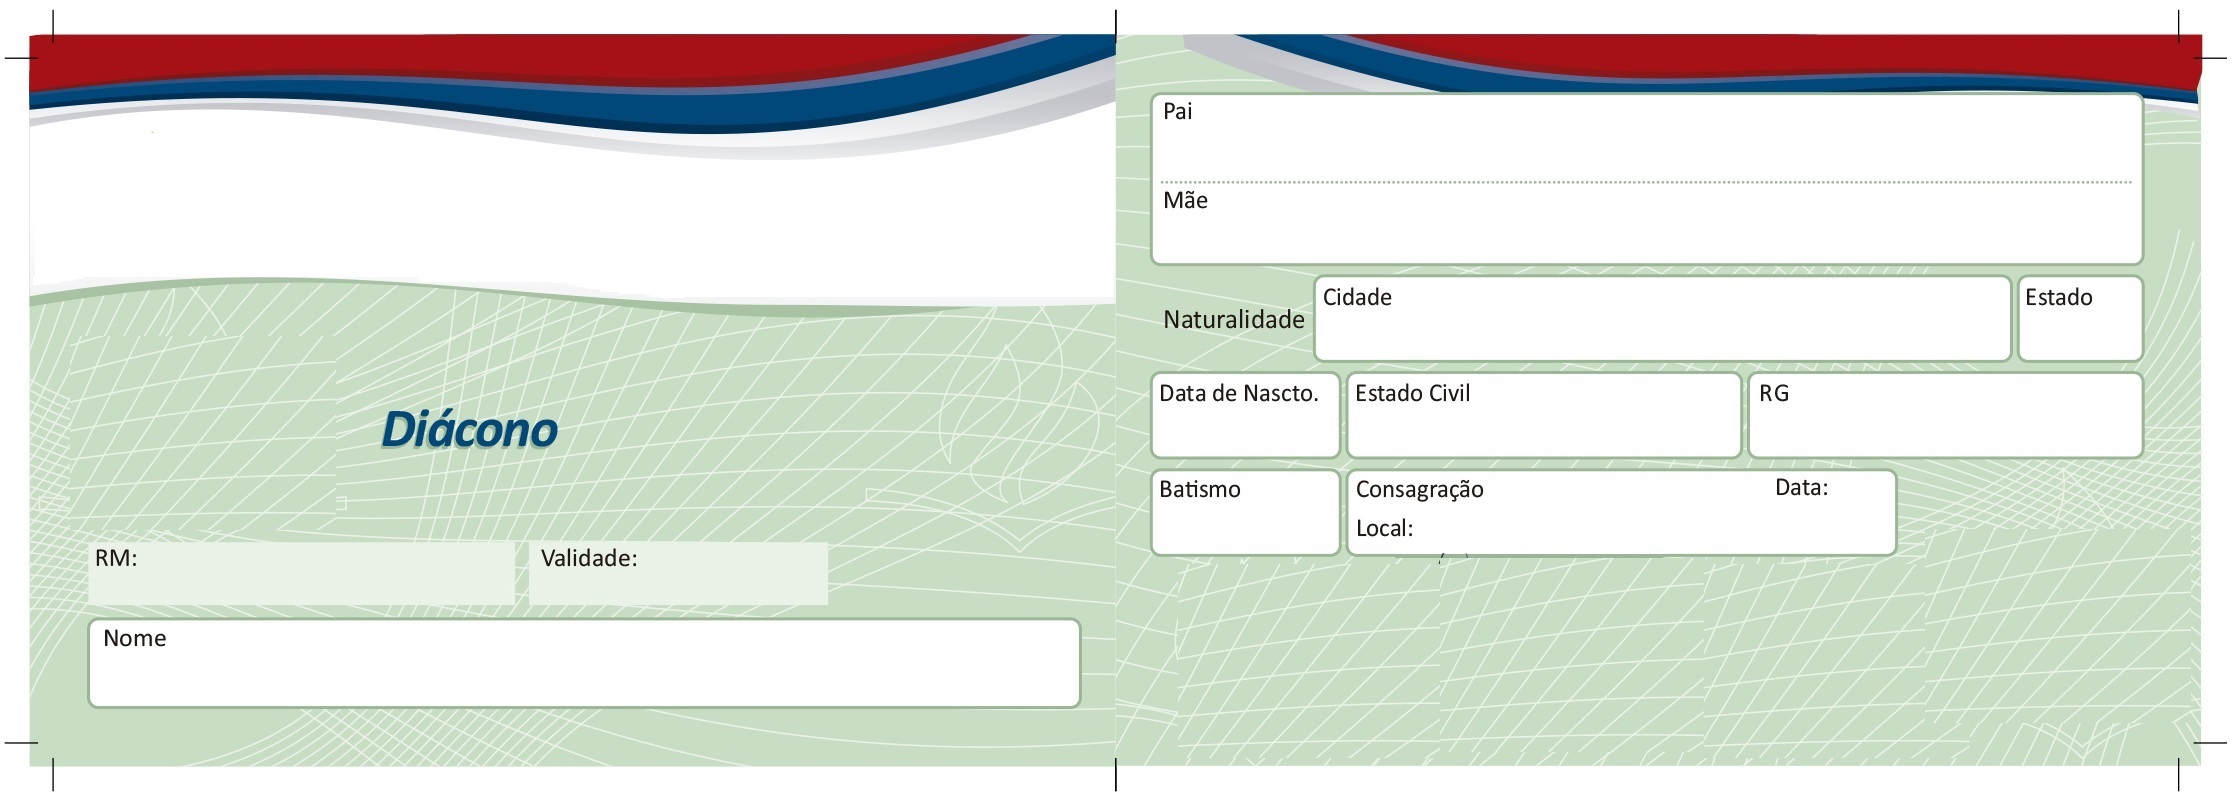 Diácono
RM:
Validade:
Nome
Pai
Mãe
Naturalidade
Cidade
Estado
Data de Nascto.
Estado Civil
RG
Batismo
Consagração
Data:
Local: